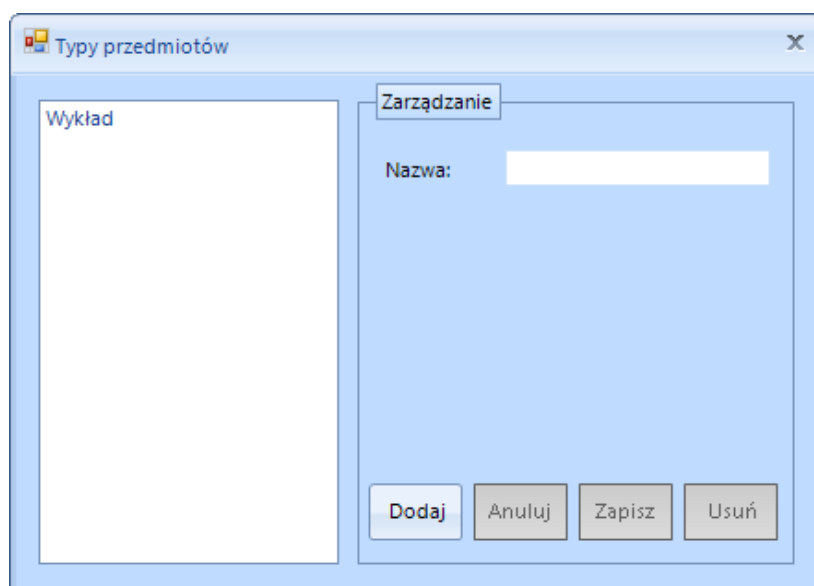 Typy przedmiotów
Wykład
Zarządzanie
Nazwa:
Dodaj Anuluj Zapisz Usuń